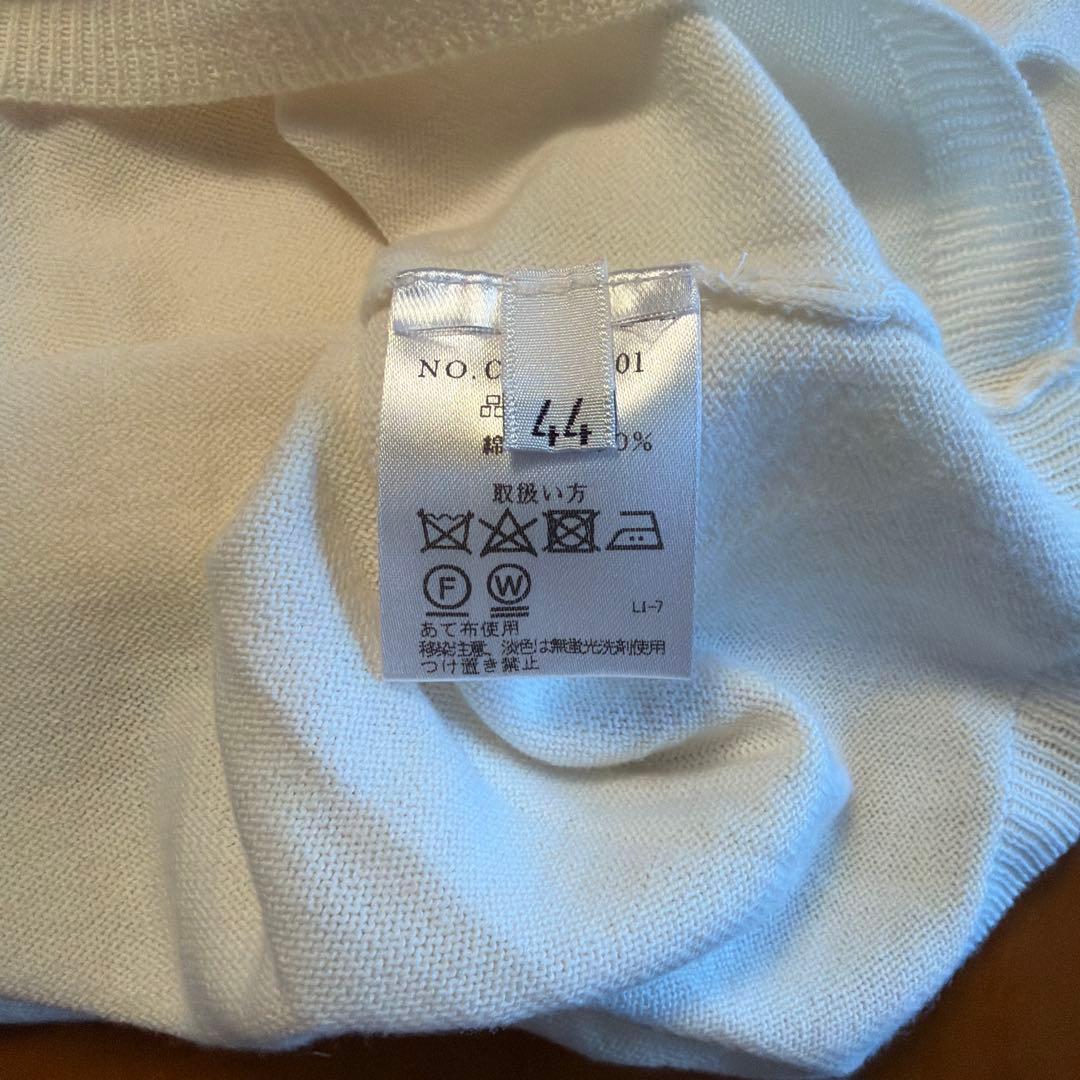 NO.C 01
44
品
綿 0%
取扱い方
F W
LI-7
あて布使用
移染注意、淡色は無蛍光洗剤使用
つけ置き禁止